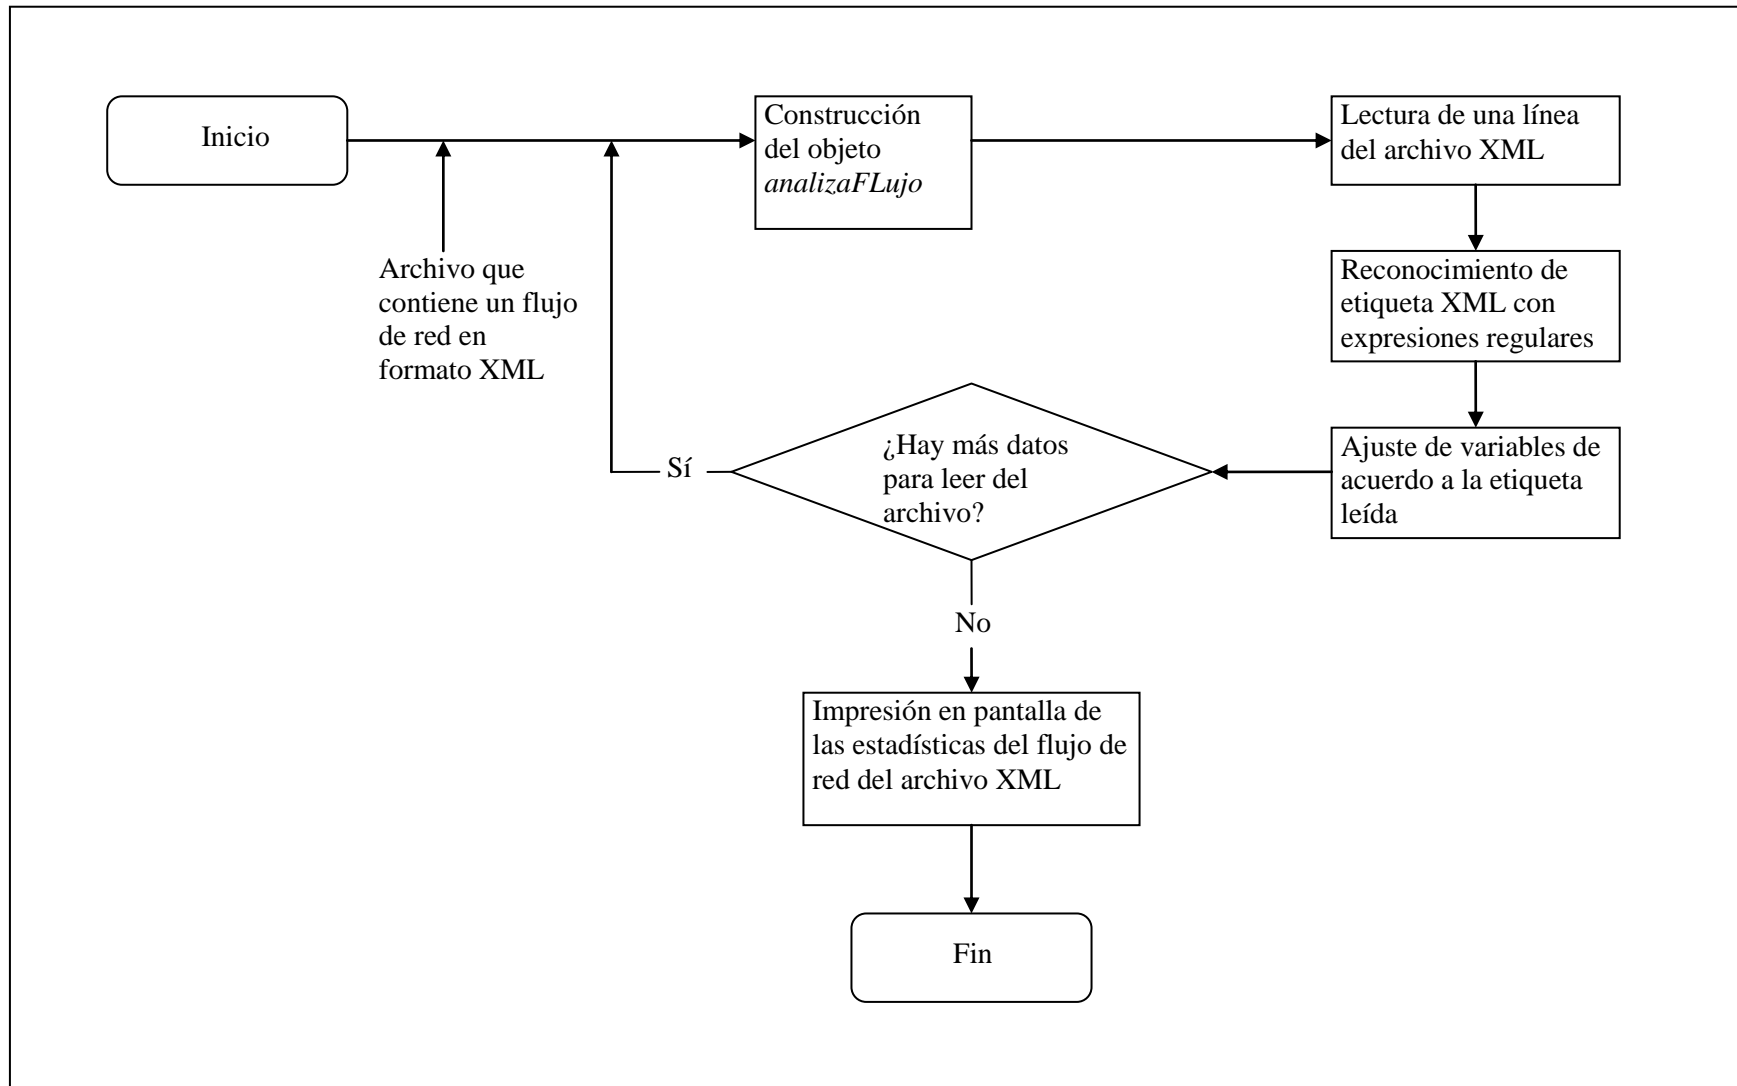 Inicio
Construcción
del objeto
analizaFLujo
Lectura de una línea
del archivo XML
Archivo que
contiene un flujo
de red en
formato XML
Reconocimiento de
etiqueta XML con
expresiones regulares
Ajuste de variables de
acuerdo a la etiqueta
leída
¿Hay más datos
para leer del
archivo?
Sí
No
Impresión en pantalla de
las estadísticas del flujo de
red del archivo XML
Fin